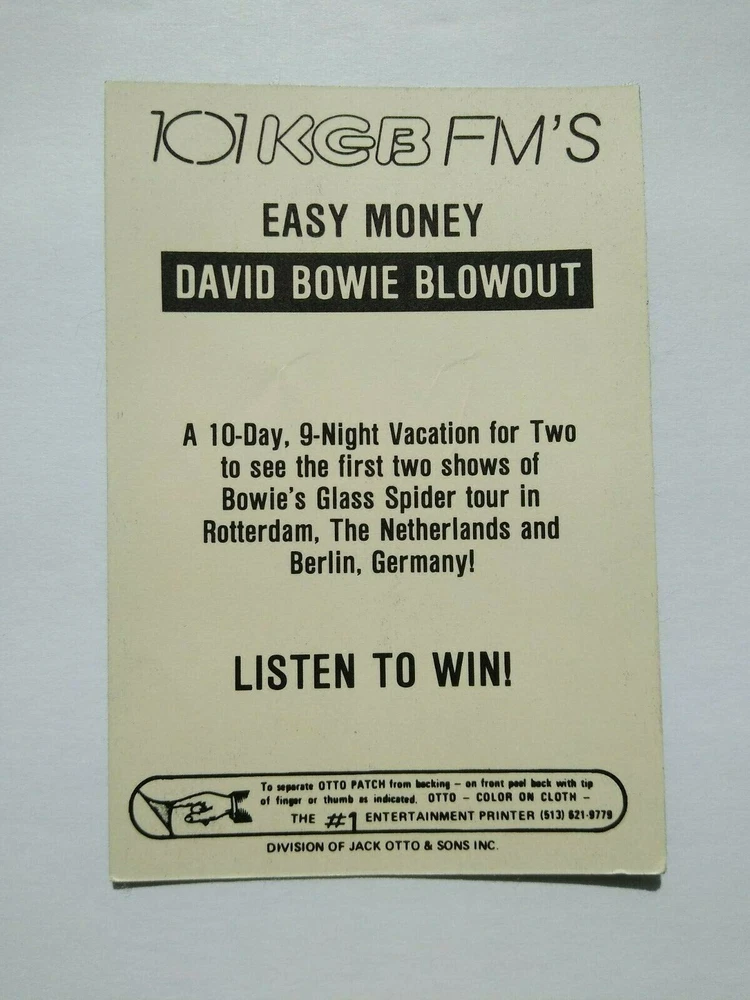 101 KGB FM'S
EASY MONEY
DAVID BOWIE BLOWOUT
A 10-Day, 9-Night Vacation for Two
to see the first two shows of
Bowie's Glass Spider tour in
Rotterdam, The Netherlands and
Berlin, Germany!
LISTEN TO WIN!
To separate OTTO PATCH from backing – on front peel back with tip
of finger or thumb as indicated. OTTO – COLOR ON CLOTH –
THE #1 ENTERTAINMENT PRINTER (513) 621-9779
DIVISION OF JACK OTTO & SONS INC.